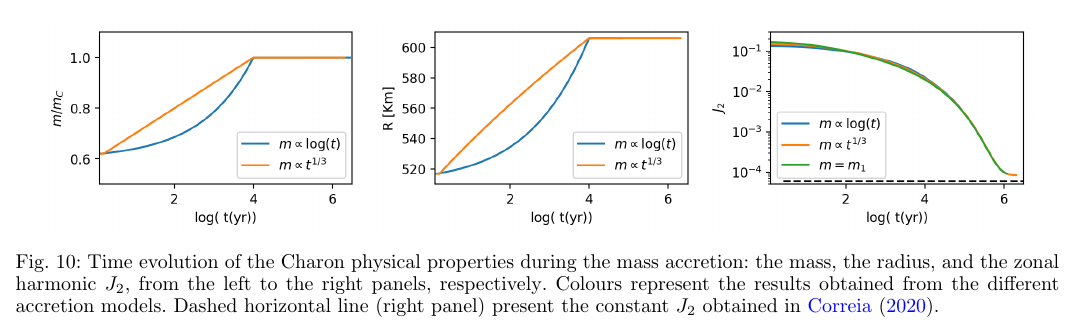 1.0
0.8
0.6
m/m_C
m ∝ log(t)
m ∝ t^{1/3}
2 4 6
log( t(yr))
600
580
560
540
520
R [Km]
m ∝ log(t)
m ∝ t^{1/3}
2 4 6
log( t(yr))
10^{-1}
10^{-2}
10^{-3}
10^{-4}
J_2
m ∝ log(t)
m ∝ t^{1/3}
m = m_1
2 4 6
log( t(yr))
Fig. 10: Time evolution of the Charon physical properties during the mass accretion: the mass, the radius, and the zonal
harmonic J_2, from the left to the right panels, respectively. Colours represent the results obtained from the different
accretion models. Dashed horizontal line (right panel) present the constant J_2 obtained in Correia (2020).